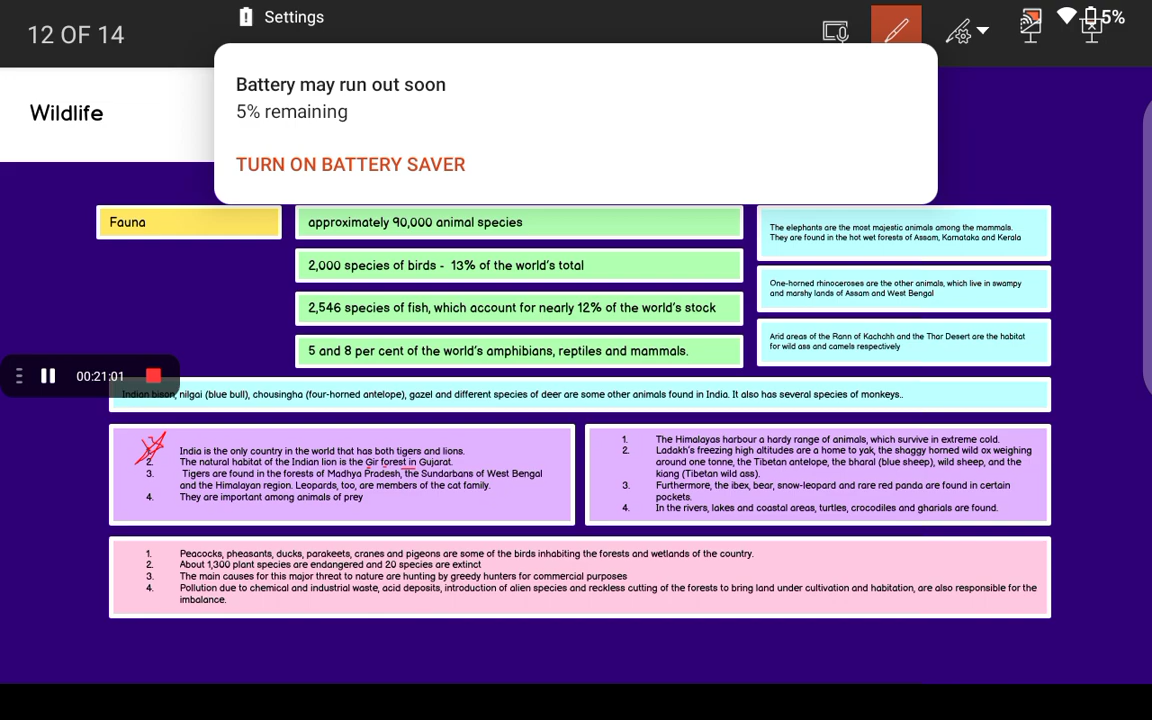 12 OF 14
Settings
5%
Battery may run out soon
5% remaining
TURN ON BATTERY SAVER
Wildlife
Fauna
approximately 90,000 animal species
2,000 species of birds - 13% of the world's total
2,546 species of fish, which account for nearly 12% of the world's stock
5 and 8 per cent of the world's amphibians, reptiles and mammals.
The elephants are the most majestic animals among the mammals.
They are found in the hot wet forests of Assam, Karnataka and Kerala
One-horned rhinoceroses are the other animals, which live in swampy
and marshy lands of Assam and West Bengal
Arid areas of the Rann of Kachchh and the Thar Desert are the habitat
for wild ass and camels respectively
00:21:01
Indian bison, nilgai (blue bull), chousingha (four-horned antelope), gazel and different species of deer are some other animals found in India. It also has several species of monkeys..
India is the only country in the world that has both tigers and lions.
2. The natural habitat of the Indian lion is the Gir forest in Gujarat.
3. Tigers are found in the forests of Madhya Pradesh, the Sundarbans of West Bengal
and the Himalayan region. Leopards, too, are members of the cat family.
4. They are important among animals of prey
1. The Himalayas harbour a hardy range of animals, which survive in extreme cold.
2. Ladakh's freezing high altitudes are a home to yak, the shaggy horned wild ox weighing
around one tonne, the Tibetan antelope, the bharal (blue sheep), wild sheep, and the
kiang (Tibetan wild ass).
3. Furthermore, the ibex, bear, snow-leopard and rare red panda are found in certain
pockets.
4. In the rivers, lakes and coastal areas, turtles, crocodiles and gharials are found.
1. Peacocks, pheasants, ducks, parakeets, cranes and pigeons are some of the birds inhabiting the forests and wetlands of the country.
2. About 1,300 plant species are endangered and 20 species are extinct
3. The main causes for this major threat to nature are hunting by greedy hunters for commercial purposes
4. Pollution due to chemical and industrial waste, acid deposits, introduction of alien species and reckless cutting of the forests to bring land under cultivation and habitation, are also responsible for the
imbalance.